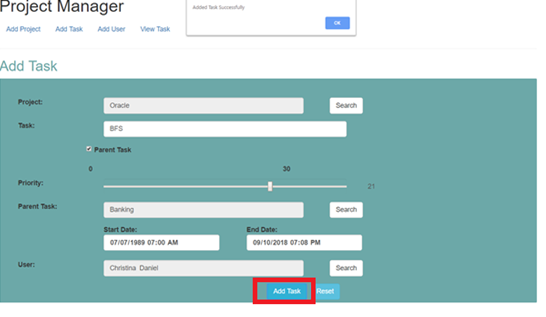 Project Manager
Added Task Successfully
OK
Add Project Add Task Add User View Task
Add Task
Project: Oracle Search
Task: BFS
Parent Task
0 30
Priority: 21
Parent Task: Banking Search
Start Date: End Date:
07/07/1989 07:00 AM 09/10/2018 07:08 PM
User: Christina Daniel Search
Add Task Reset